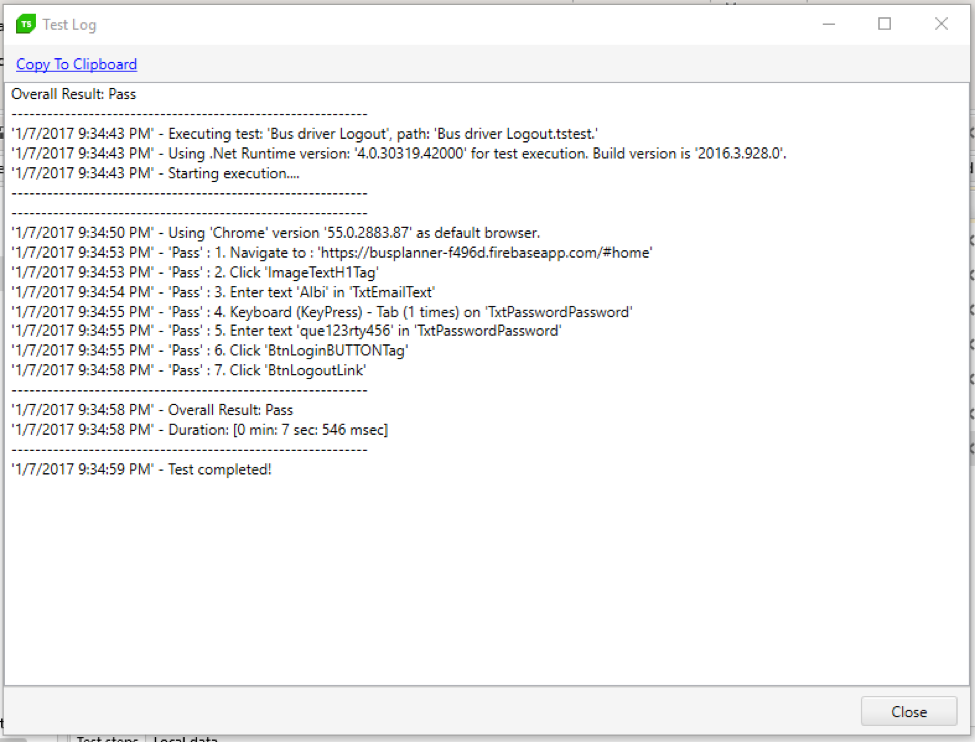 TS Test Log
Copy To Clipboard
Overall Result: Pass
------------------------------------------------------------
'1/7/2017 9:34:43 PM' - Executing test: 'Bus driver Logout', path: 'Bus driver Logout.tstest.'
'1/7/2017 9:34:43 PM' - Using .Net Runtime version: '4.0.30319.42000' for test execution. Build version is '2016.3.928.0'.
'1/7/2017 9:34:43 PM' - Starting execution....
------------------------------------------------------------
------------------------------------------------------------
'1/7/2017 9:34:50 PM' - Using 'Chrome' version '55.0.2883.87' as default browser.
'1/7/2017 9:34:53 PM' - 'Pass' : 1. Navigate to : 'https://busplanner-f496d.firebaseapp.com/#home'
'1/7/2017 9:34:53 PM' - 'Pass' : 2. Click 'ImageTextH1Tag'
'1/7/2017 9:34:54 PM' - 'Pass' : 3. Enter text 'Albi' in 'TxtEmailText'
'1/7/2017 9:34:55 PM' - 'Pass' : 4. Keyboard (KeyPress) - Tab (1 times) on 'TxtPasswordPassword'
'1/7/2017 9:34:55 PM' - 'Pass' : 5. Enter text 'que123rty456' in 'TxtPasswordPassword'
'1/7/2017 9:34:55 PM' - 'Pass' : 6. Click 'BtnLoginBUTTONTag'
'1/7/2017 9:34:58 PM' - 'Pass' : 7. Click 'BtnLogoutLink'
------------------------------------------------------------
'1/7/2017 9:34:58 PM' - Overall Result: Pass
'1/7/2017 9:34:58 PM' - Duration: [0 min: 7 sec: 546 msec]
------------------------------------------------------------
'1/7/2017 9:34:59 PM' - Test completed!
Close
Test steps Local data